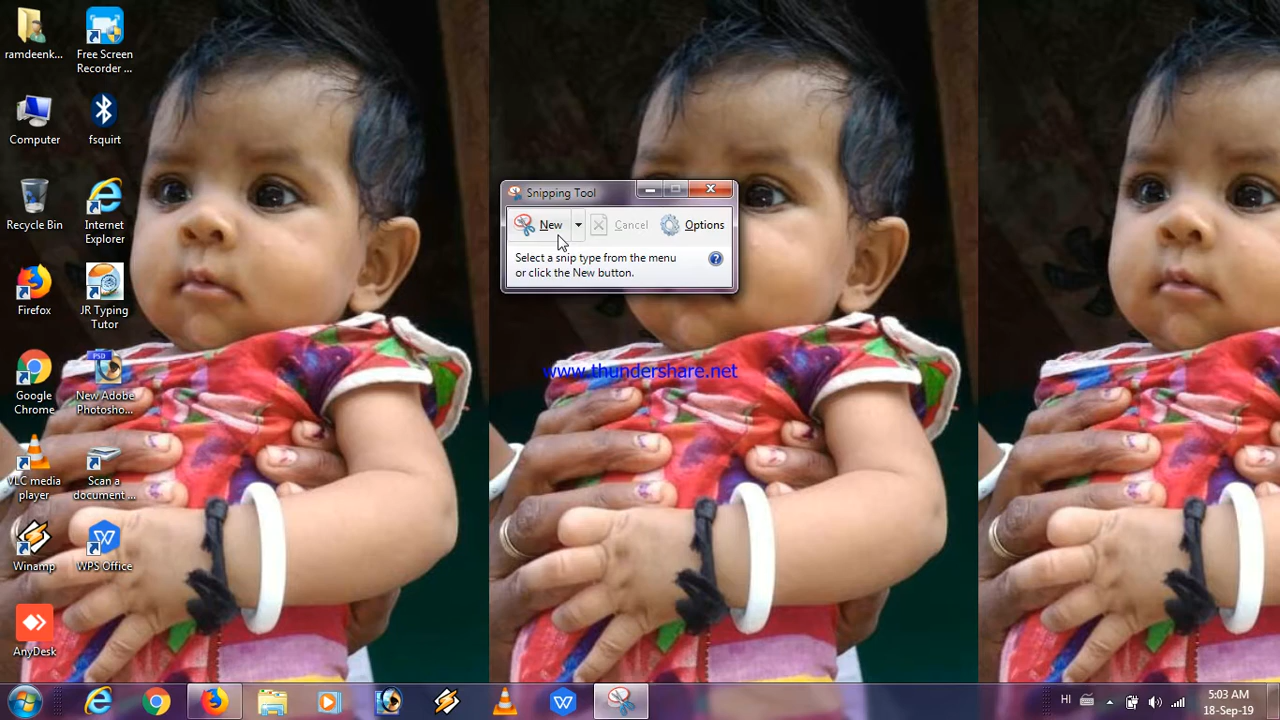 ramdeenk...
Free Screen
Recorder ...
Computer
fsquirt
Recycle Bin
Internet
Explorer
Firefox
JR Typing
Tutor
Google
Chrome
PSD
New Adobe
Photosho...
VLC media
player
Scan a
document ...
Winamp
WPS Office
AnyDesk
Snipping Tool
New
Cancel
Options
Select a snip type from the menu
or click the New button.
www.thundershare.net
HI
5:03 AM
18-Sep-19